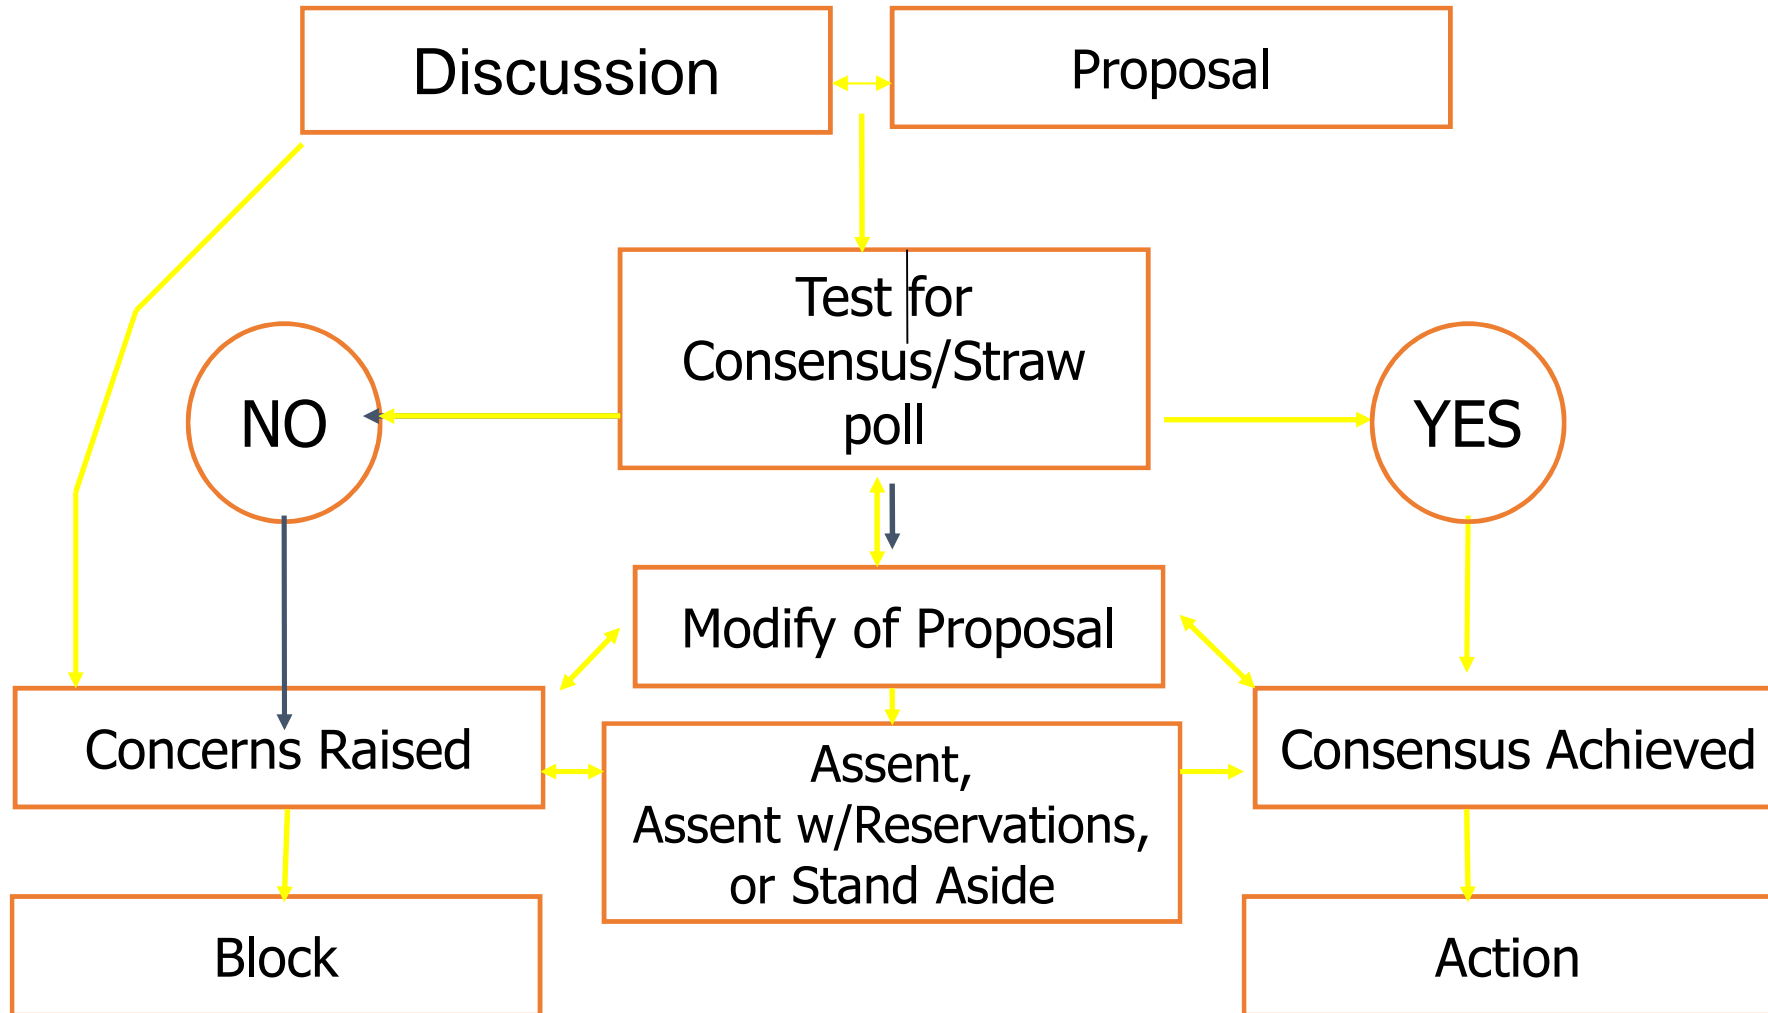 Discussion
Proposal
Test for
Consensus/Straw
poll
NO
YES
Modify of Proposal
Concerns Raised
Assent,
Assent w/Reservations,
or Stand Aside
Consensus Achieved
Block
Action